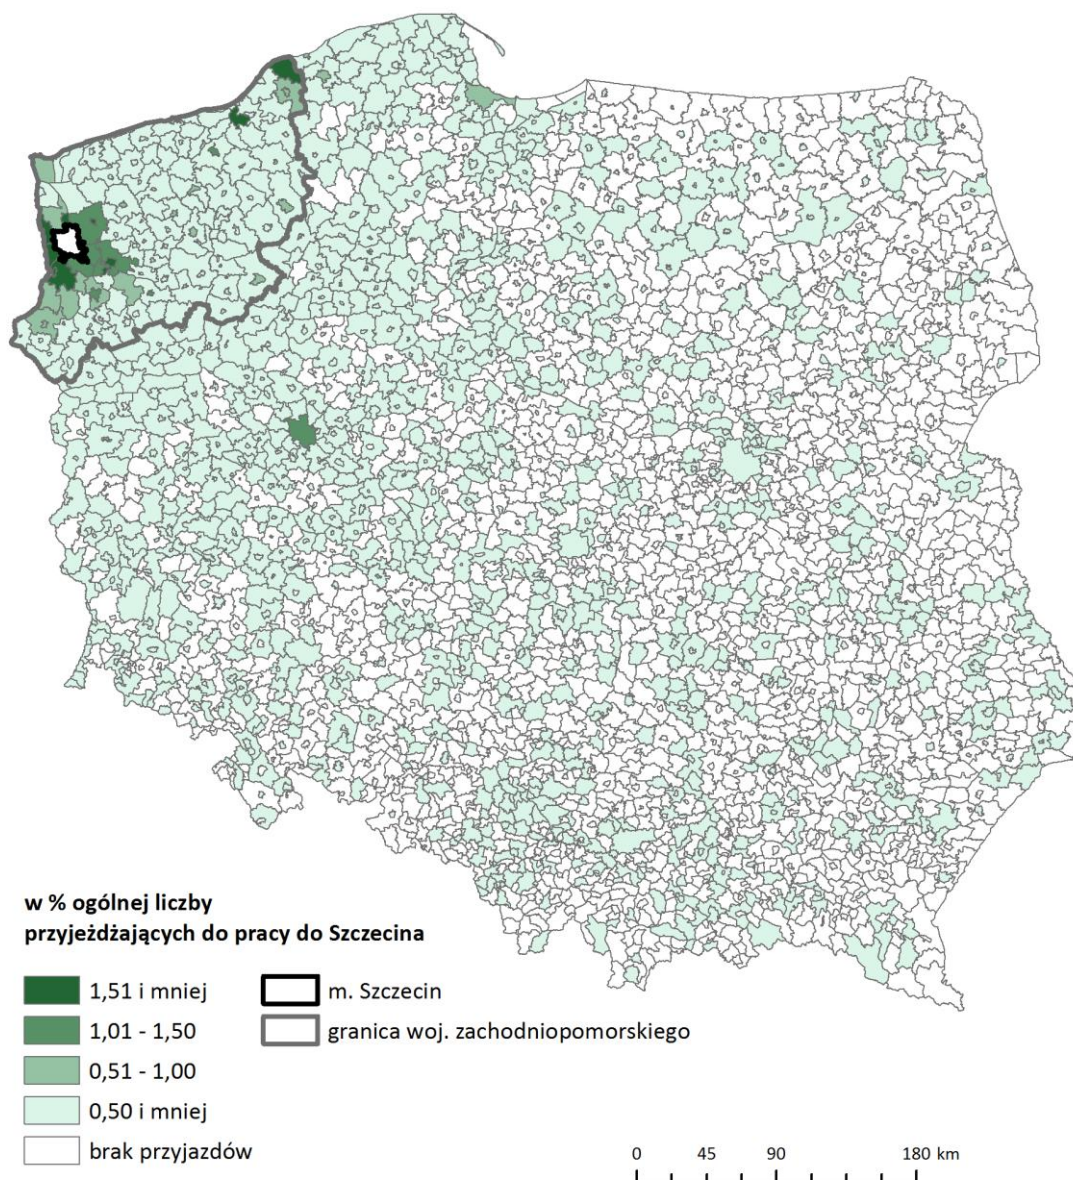 w % ogólnej liczby
przyjeżdżających do pracy do Szczecina
1,51 i mniej
1,01 - 1,50
0,51 - 1,00
0,50 i mniej
brak przyjazdów
m. Szczecin
granica woj. zachodniopomorskiego
0 45 90 180 km